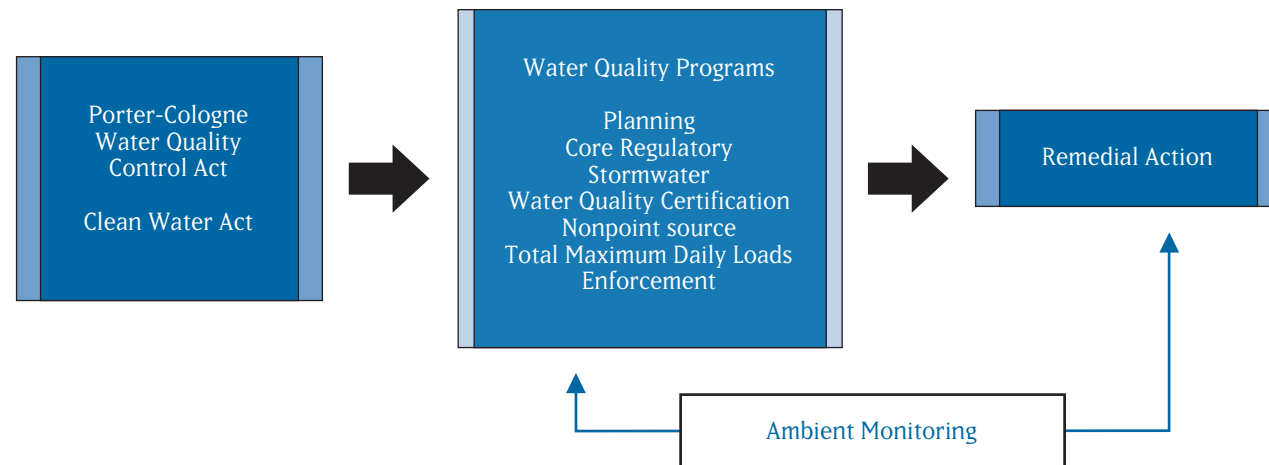 Porter-Cologne
Water Quality
Control Act
Clean Water Act
Water Quality Programs
Planning
Core Regulatory
Stormwater
Water Quality Certification
Nonpoint source
Total Maximum Daily Loads
Enforcement
Remedial Action
Ambient Monitoring